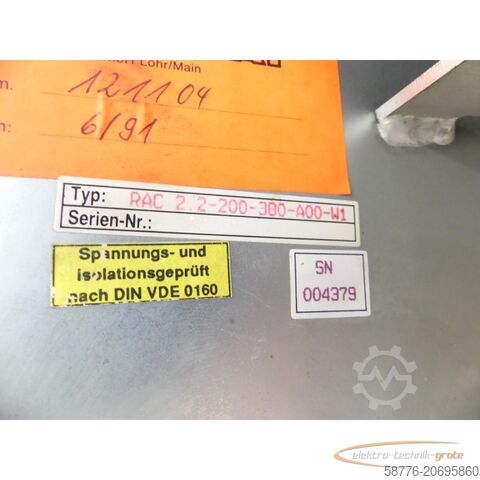 Lohr/Main
121104
6/91
Typ: RAC 2.2-200-380-A00-W1
Serien-Nr.:
Spannungs- und
isolationsgeprüft
nach DIN VDE 0160
SN
004379
elektro-technik-grote
58776-20695860